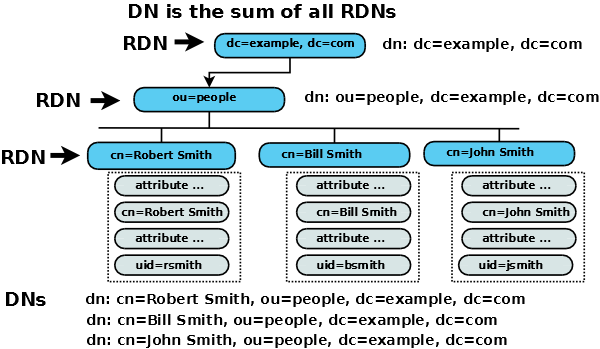 DN is the sum of all RDNs
RDN dc=example, dc=com dn: dc=example, dc=com
RDN ou=people dn: ou=people, dc=example, dc=com
RDN cn=Robert Smith cn=Bill Smith cn=John Smith
attribute ... attribute ... attribute ...
cn=Robert Smith cn=Bill Smith cn=John Smith
attribute ... attribute ... attribute ...
uid=rsmith uid=bsmith uid=jsmith
DNs dn: cn=Robert Smith, ou=people, dc=example, dc=com
dn: cn=Bill Smith, ou=people, dc=example, dc=com
dn: cn=John Smith, ou=people, dc=example, dc=com